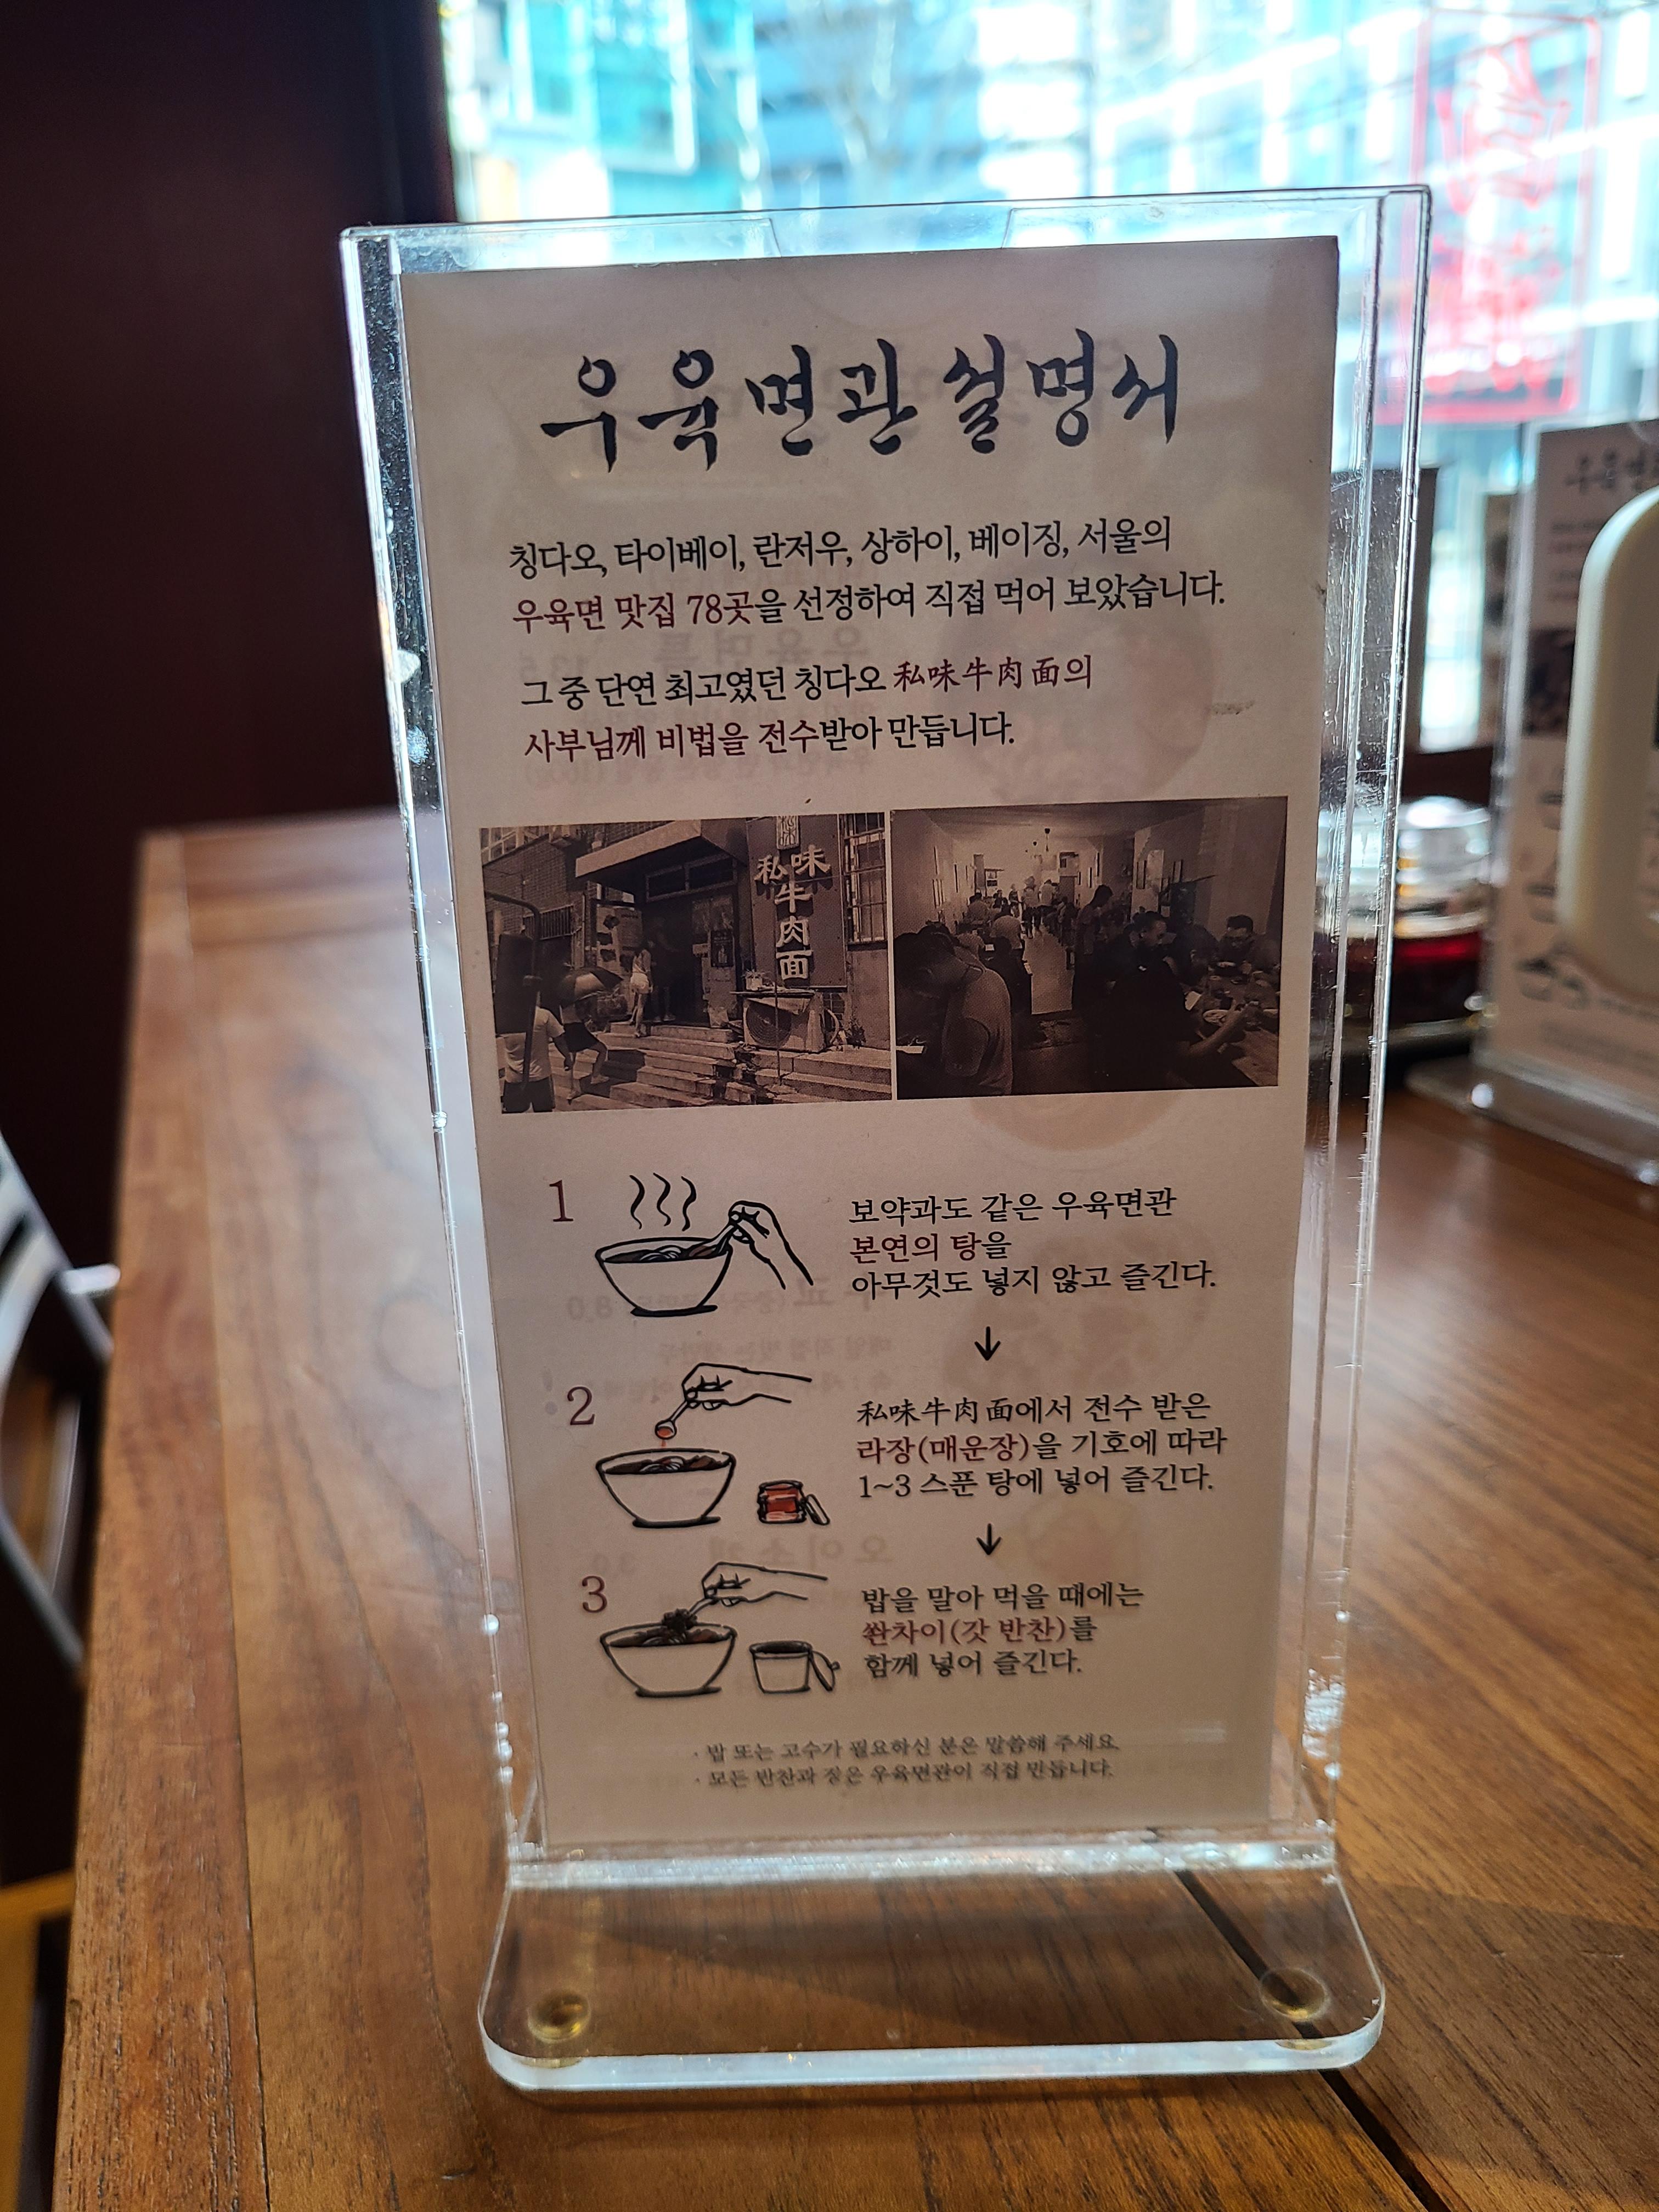 우육면관 설명서
칭다오, 타이베이, 란저우, 상하이, 베이징, 서울의
우육면 맛집 78곳을 선정하여 직접 먹어 보았습니다.
그 중 단연 최고였던 칭다오 私味牛肉面의
사부님께 비법을 전수받아 만듭니다.
私味
牛
肉
面
1
보약과도 같은 우육면관
본연의 탕을
아무것도 넣지 않고 즐긴다.
↓
2
私味牛肉面에서 전수 받은
라장(매운장)을 기호에 따라
1~3 스푼 탕에 넣어 즐긴다.
↓
3
밥을 말아 먹을 때에는
쏸차이(갓 반찬)를
함께 넣어 즐긴다.
· 밥 또는 고수가 필요하신 분은 말씀해 주세요.
· 모든 반찬과 장은 우육면관이 직접 만듭니다.